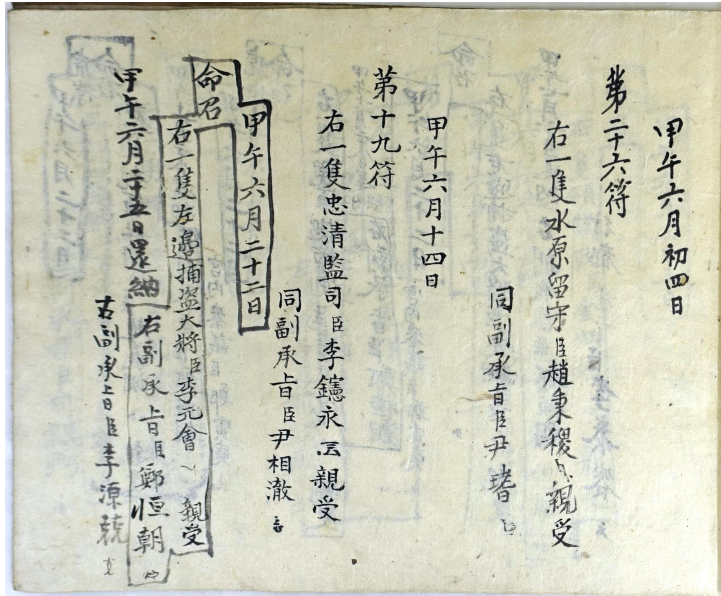 甲午六月初四日
第二十六符
右一隻水原留守臣趙秉稷 親受
同副承旨臣尹瑨
甲午六月十四日
第十九符
右一隻忠清監司臣李𨯶永 親受
同副承旨臣尹相澈
甲午六月二十二日
命召
右一隻左邊捕盜大將臣李元會 親受
右副承旨臣鄭恒朝
甲午六月二十五日還納
右副承旨臣李源兢